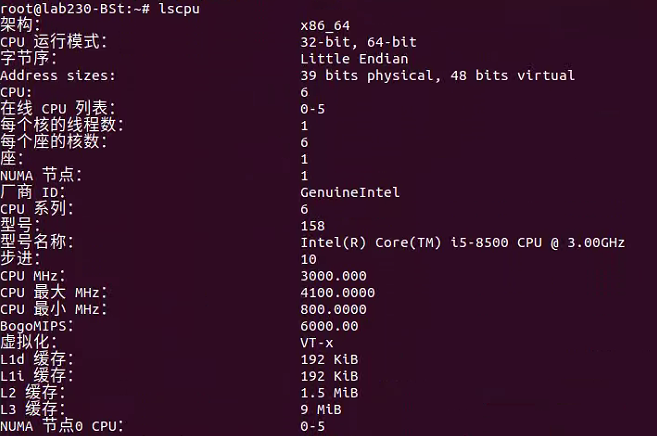 root@lab230-BSt:~# lscpu
架构： x86_64
CPU 运行模式： 32-bit, 64-bit
字节序： Little Endian
Address sizes: 39 bits physical, 48 bits virtual
CPU: 6
在线 CPU 列表： 0-5
每个核的线程数： 1
每个座的核数： 6
座： 1
NUMA 节点： 1
厂商 ID： GenuineIntel
CPU 系列： 6
型号： 158
型号名称： Intel(R) Core(TM) i5-8500 CPU @ 3.00GHz
步进： 10
CPU MHz： 3000.000
CPU 最大 MHz： 4100.0000
CPU 最小 MHz： 800.0000
BogoMIPS： 6000.00
虚拟化： VT-x
L1d 缓存： 192 KiB
L1i 缓存： 192 KiB
L2 缓存： 1.5 MiB
L3 缓存： 9 MiB
NUMA 节点0 CPU： 0-5